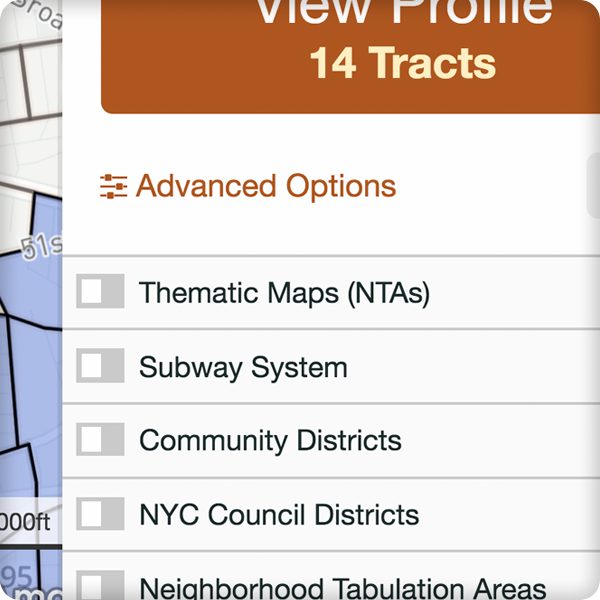 View Profile
14 Tracts
Advanced Options
51s
Thematic Maps (NTAs)
Subway System
Community Districts
NYC Council Districts
000ft
Neighborhood Tabulation Areas
95